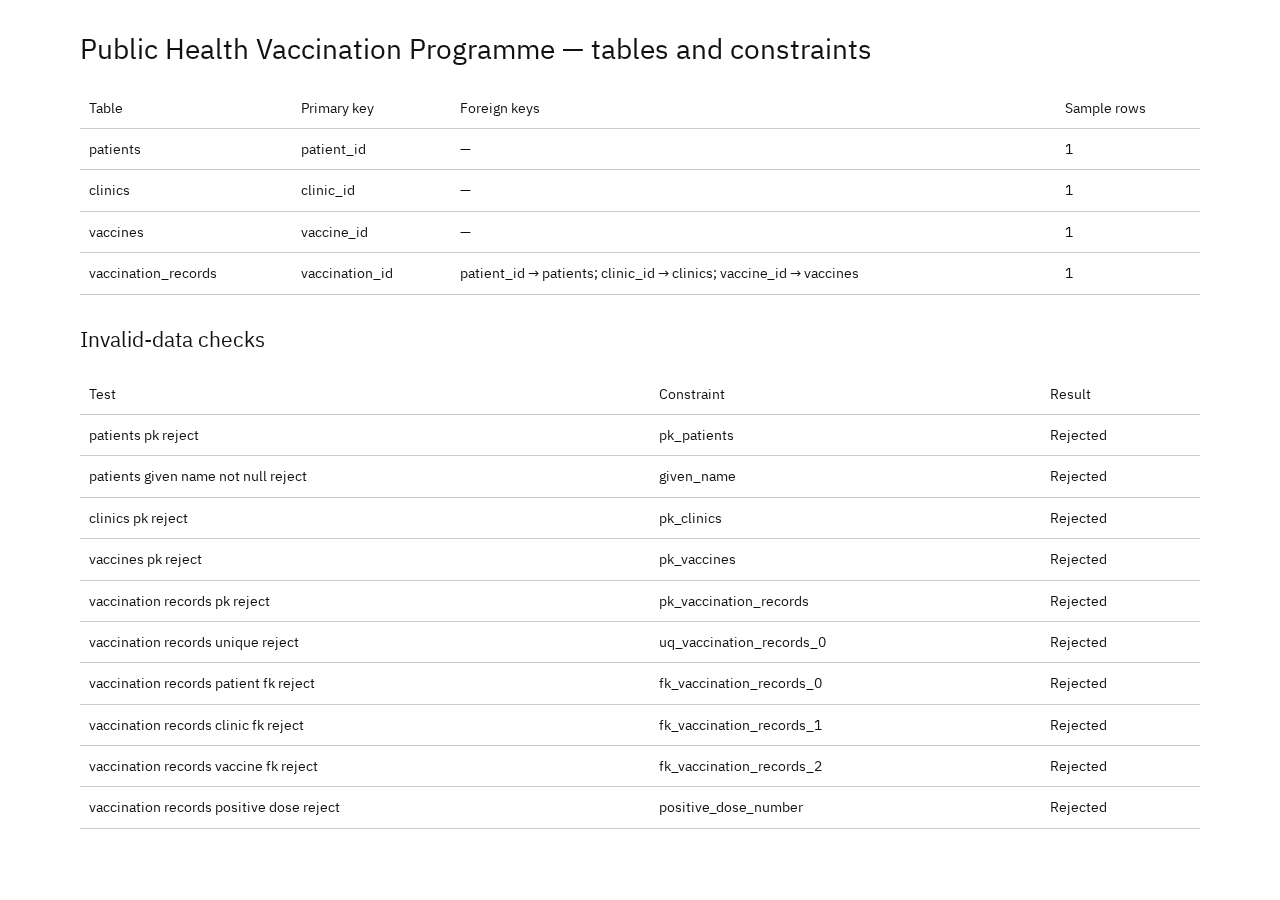 Public Health Vaccination Programme — tables and constraints
Table Primary key Foreign keys Sample rows
patients patient_id — 1
clinics clinic_id — 1
vaccines vaccine_id — 1
vaccination_records vaccination_id patient_id → patients; clinic_id → clinics; vaccine_id → vaccines 1
Invalid-data checks
Test Constraint Result
patients pk reject pk_patients Rejected
patients given name not null reject given_name Rejected
clinics pk reject pk_clinics Rejected
vaccines pk reject pk_vaccines Rejected
vaccination records pk reject pk_vaccination_records Rejected
vaccination records unique reject uq_vaccination_records_0 Rejected
vaccination records patient fk reject fk_vaccination_records_0 Rejected
vaccination records clinic fk reject fk_vaccination_records_1 Rejected
vaccination records vaccine fk reject fk_vaccination_records_2 Rejected
vaccination records positive dose reject positive_dose_number Rejected